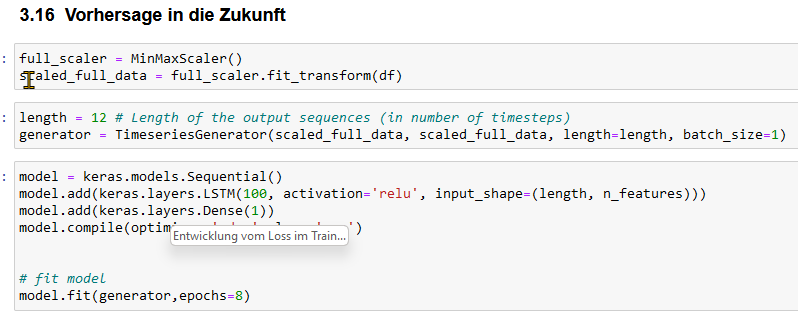 3.16 Vorhersage in die Zukunft
: full_scaler = MinMaxScaler()
scaled_full_data = full_scaler.fit_transform(df)
: length = 12 # Length of the output sequences (in number of timesteps)
generator = TimeseriesGenerator(scaled_full_data, scaled_full_data, length=length, batch_size=1)
: model = keras.models.Sequential()
model.add(keras.layers.LSTM(100, activation='relu', input_shape=(length, n_features)))
model.add(keras.layers.Dense(1))
model.compile( ')
Entwicklung vom Loss im Train...
# fit model
model.fit(generator,epochs=8)